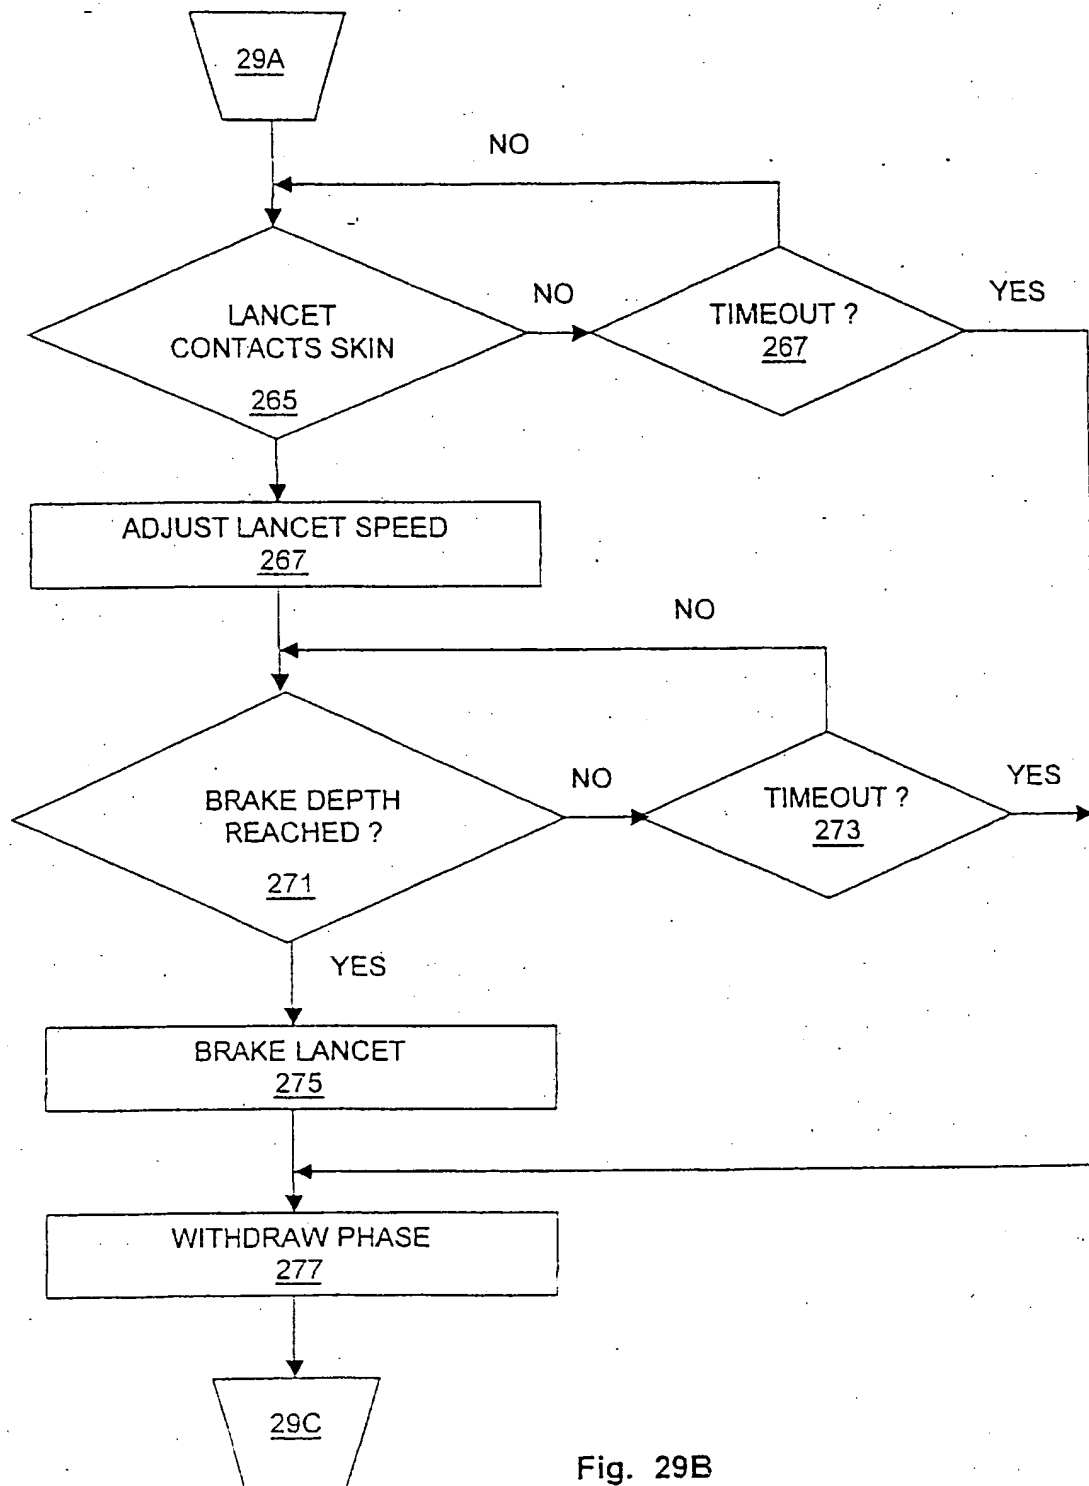 29A
NO
LANCET
CONTACTS SKIN
265
NO
TIMEOUT ?
267
YES
ADJUST LANCET SPEED
267
NO
BRAKE DEPTH
REACHED ?
271
NO
TIMEOUT ?
273
YES
YES
BRAKE LANCET
275
WITHDRAW PHASE
277
29C
Fig. 29B